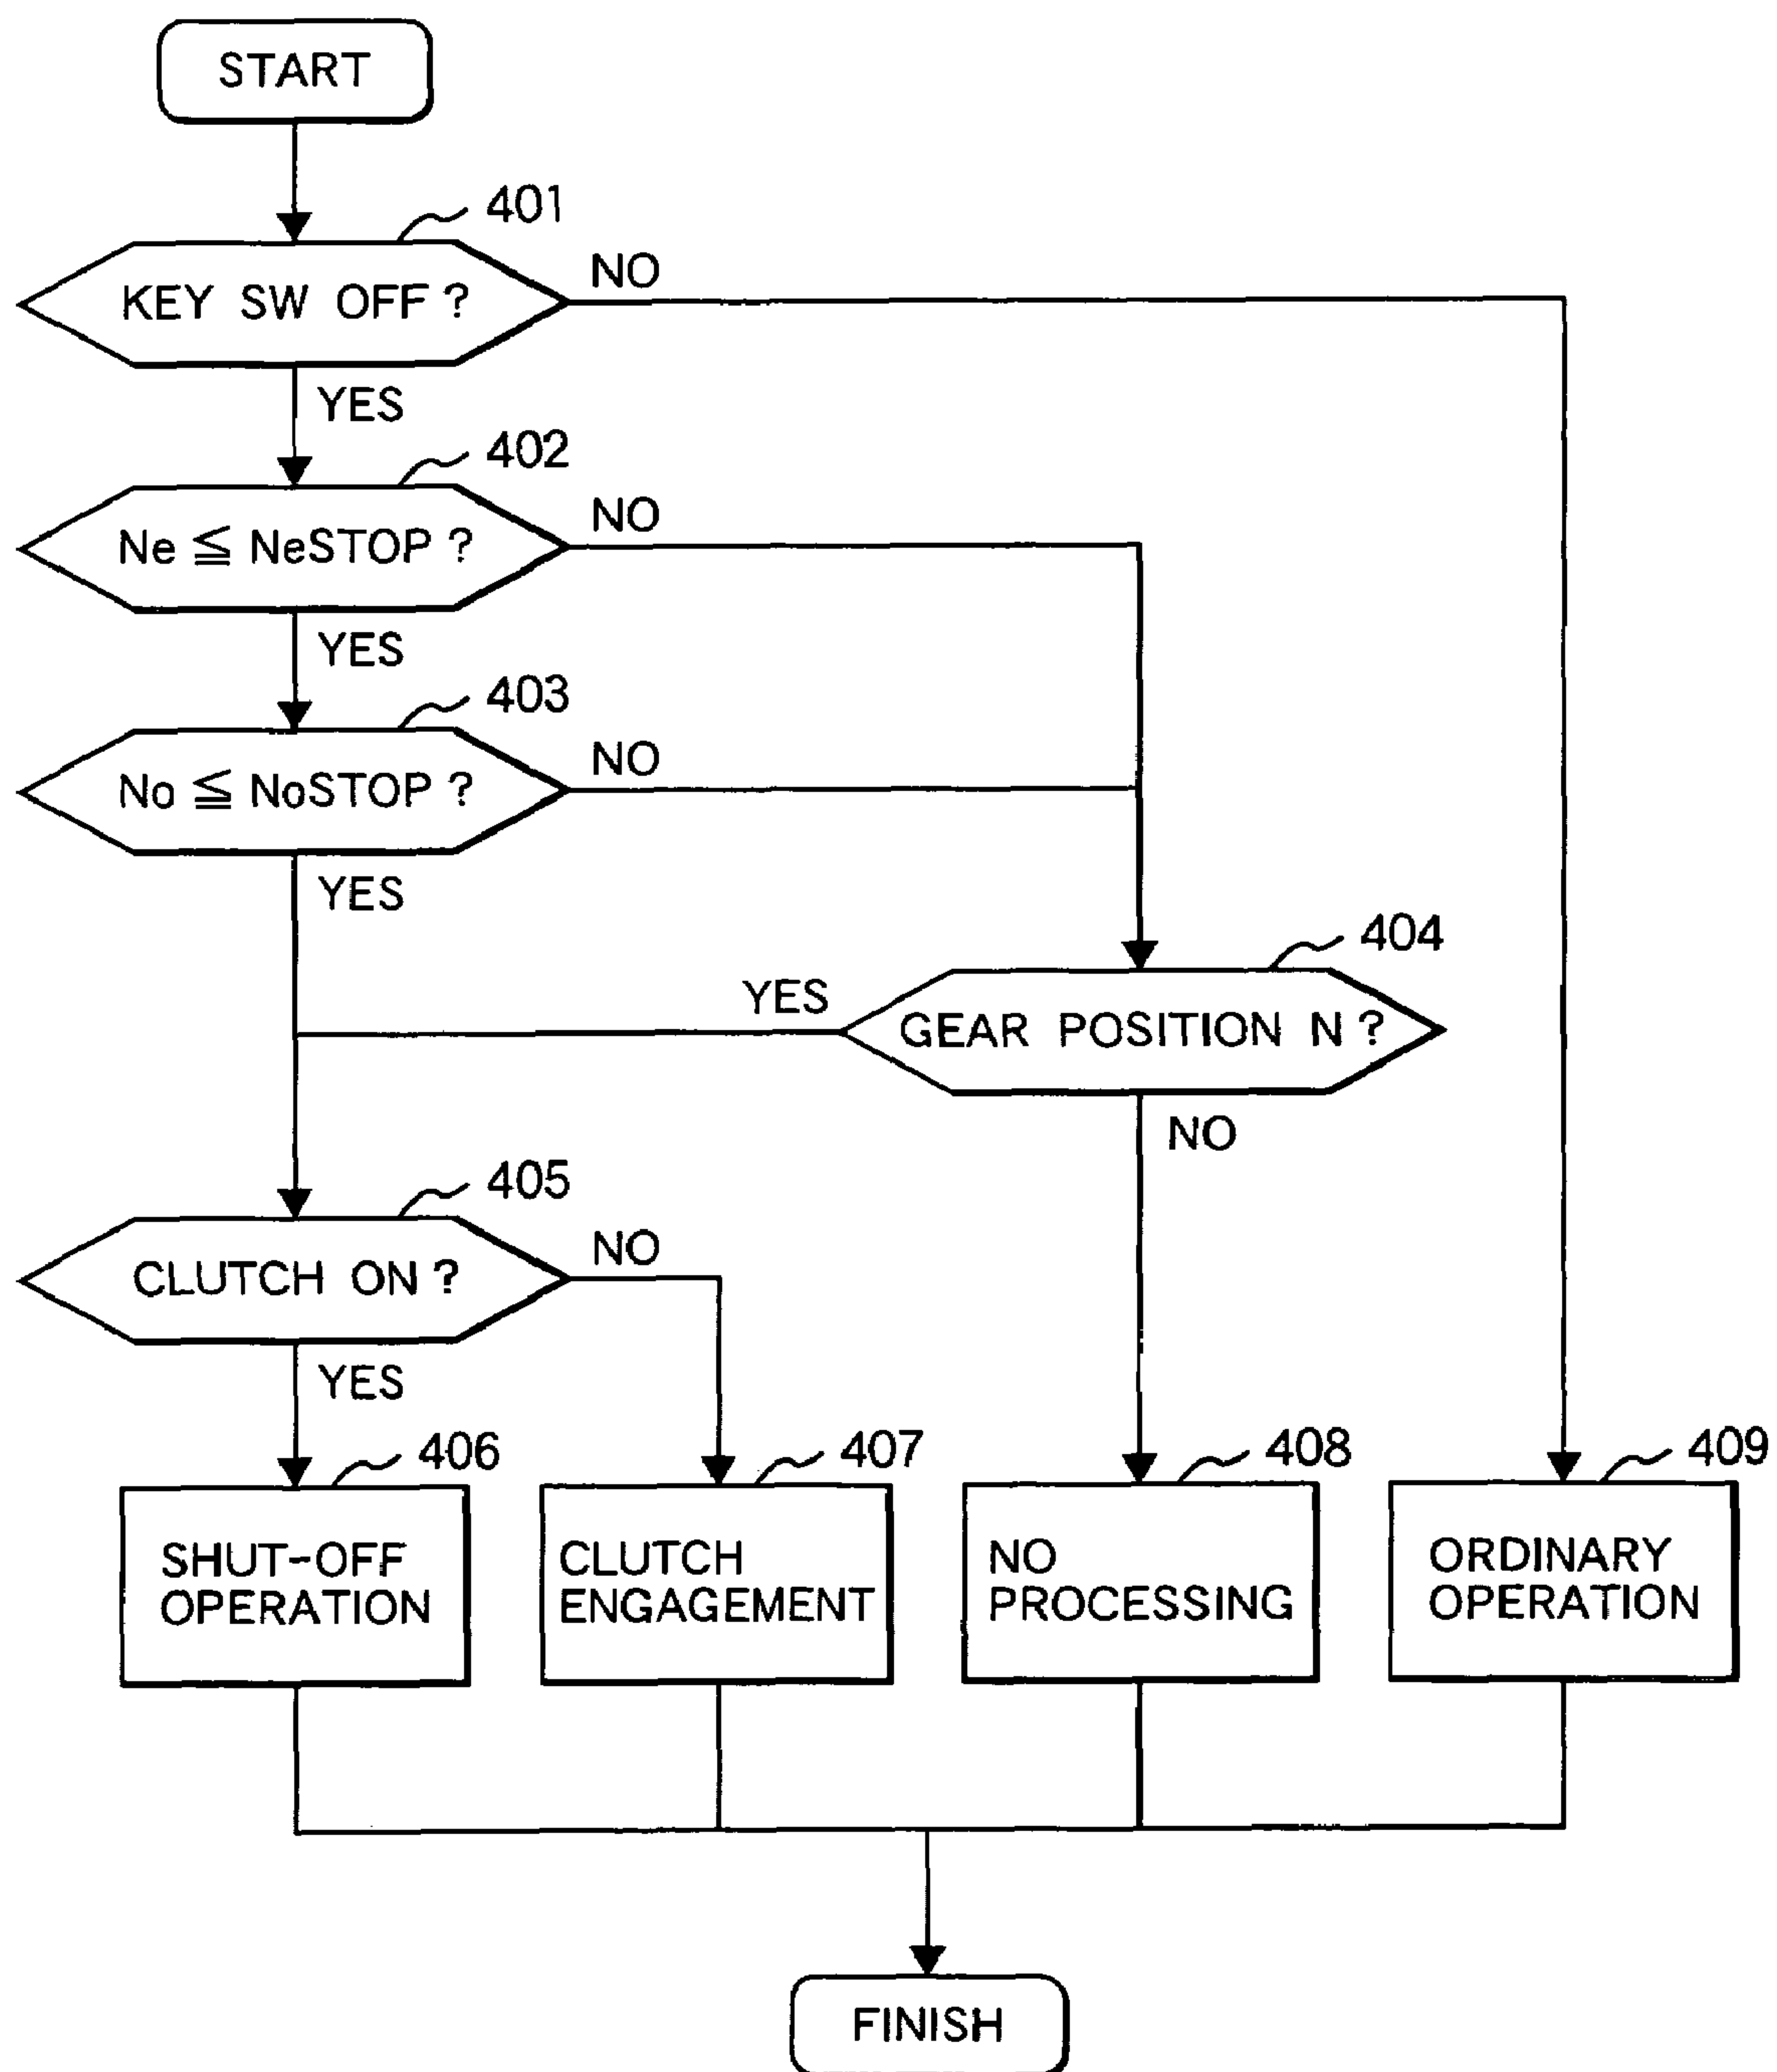 START
401
KEY SW OFF ?
NO
YES
402
Ne ≦ NeSTOP ?
NO
YES
403
No ≦ NoSTOP ?
NO
YES
404
YES
GEAR POSITION N ?
NO
405
CLUTCH ON ?
NO
YES
406
SHUT-OFF
OPERATION
407
CLUTCH
ENGAGEMENT
408
NO
PROCESSING
409
ORDINARY
OPERATION
FINISH